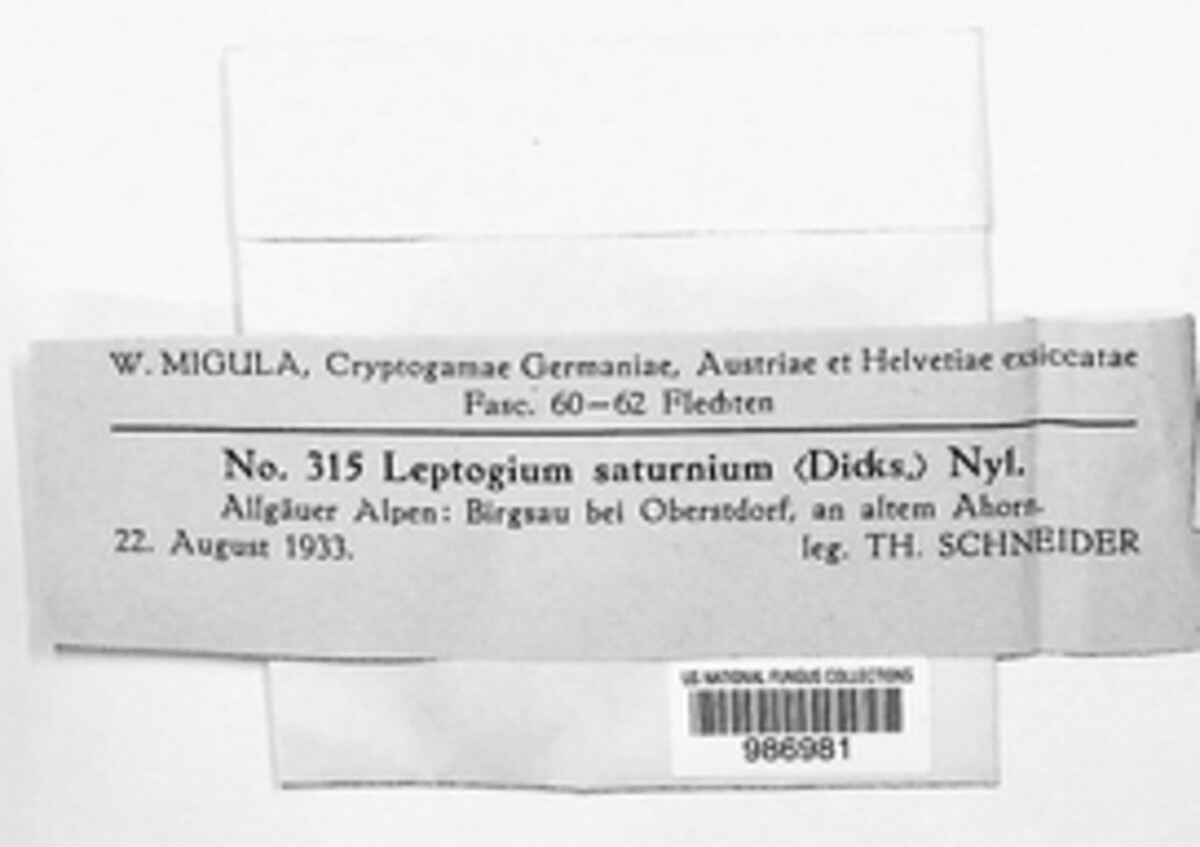 W. MIGULA, Cryptogamae Germaniae, Austriae et Helvetiae exsiccatae
Fasc. 60—62 Flechten
No. 315 Leptogium saturnium (Dicks.) Nyl.
Allgäuer Alpen: Birgsau bei Oberstdorf, an altem Ahorn.
22. August 1933. leg. TH. SCHNEIDER
US NATIONAL FUNGUS COLLECTIONS
986981